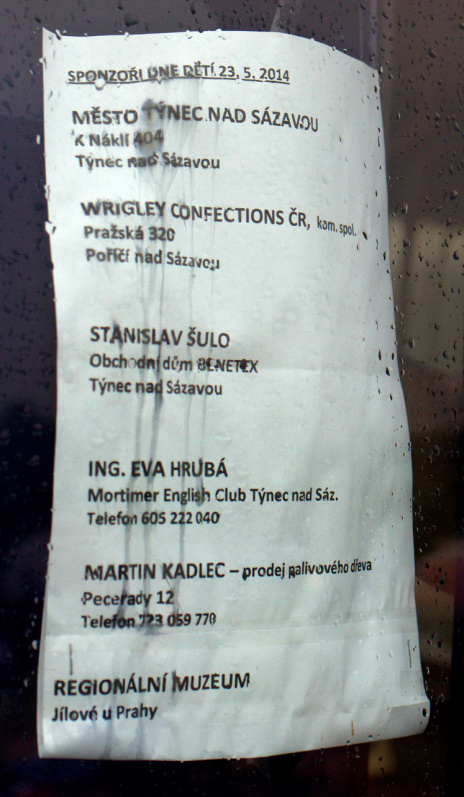 SPONZOŘI DNE DĚTÍ 23, 5. 2014
MĚSTO TÝNEC NAD SÁZAVOU
K Náklí 404
Týnec nad Sázavou
WRIGLEY CONFECTIONS ČR, kom. spol.
Pražská 320
Poříčí nad Sázavou
STANISLAV ŠULO
Obchodní dům BENETEX
Týnec nad Sázavou
ING. EVA HRUBÁ
Mortimer English Club Týnec nad Sáz.
Telefon 605 222 040
MARTIN KADLEC – prodej palivového dřeva
Pecerady 12
Telefon 723 059 770
REGIONÁLNÍ MUZEUM
Jílové u Prahy